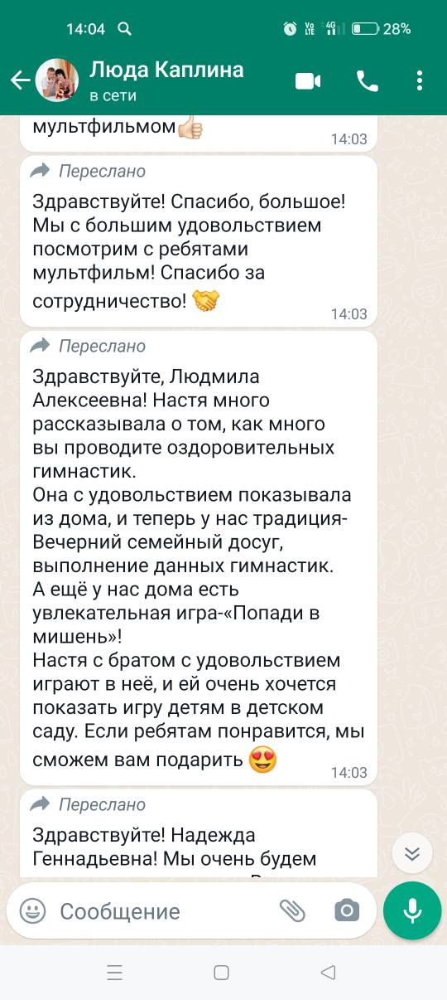 14:04
Vo
LTE
4G
28%
Люда Каплина
в сети
мультфильмом👍🏻
14:03
Переслано
Здравствуйте! Спасибо, большое!
Мы с большим удовольствием
посмотрим с ребятами
мультфильм! Спасибо за
сотрудничество! 🤝
14:03
Переслано
Здравствуйте, Людмила
Алексеевна! Настя много
рассказывала о том, как много
вы проводите оздоровительных
гимнастик.
Она с удовольствием показывала
из дома, и теперь у нас традиция-
Вечерний семейный досуг,
выполнение данных гимнастик.
А ещё у нас дома есть
увлекательная игра-«Попади в
мишень»!
Настя с братом с удовольствием
играют в неё, и ей очень хочется
показать игру детям в детском
саду. Если ребятам понравится, мы
сможем вам подарить 😍
14:03
Переслано
Здравствуйте! Надежда
Геннадьевна! Мы очень будем
Сообщение